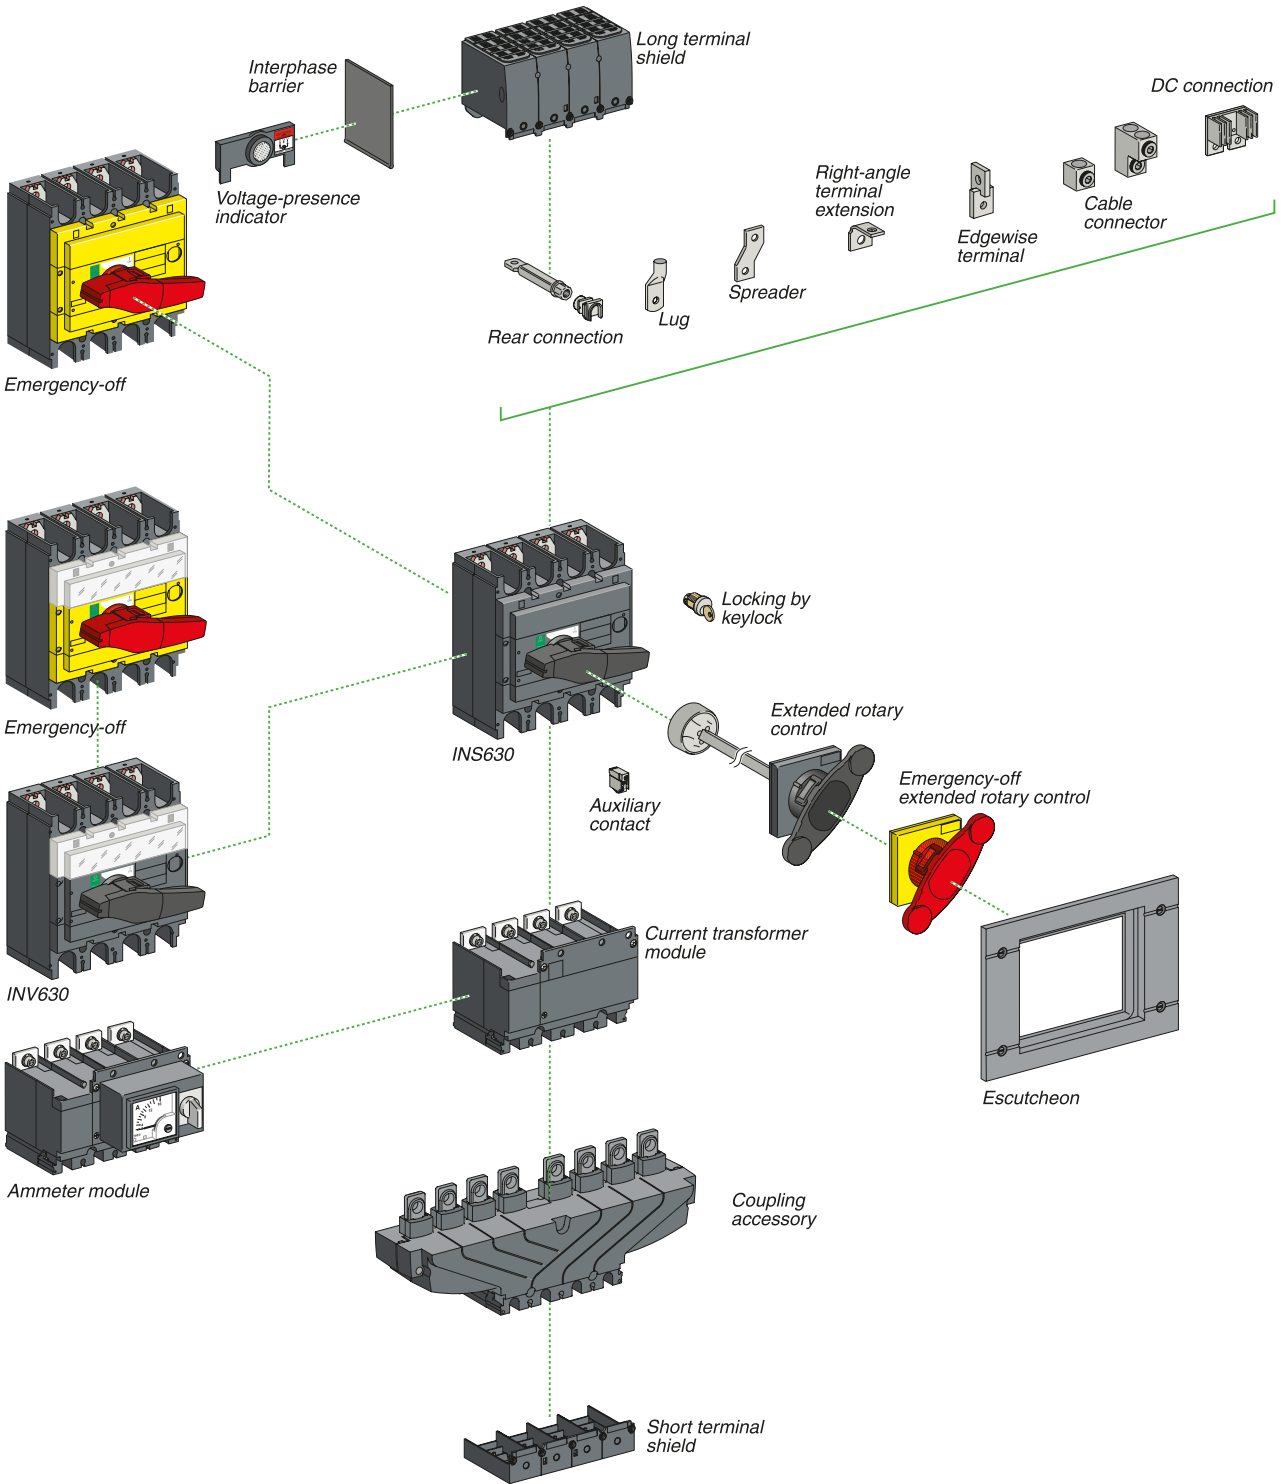 Long terminal
shield
Interphase
barrier
DC connection
Voltage-presence
indicator
Right-angle
terminal
extension
Cable
connector
Edgewise
terminal
Spreader
Lug
Rear connection
Emergency-off
Locking by
keylock
Emergency-off
INS630
Extended rotary
control
Emergency-off
extended rotary control
Auxiliary
contact
Current transformer
module
INV630
Escutcheon
A
Ammeter module
Coupling
accessory
Short terminal
shield